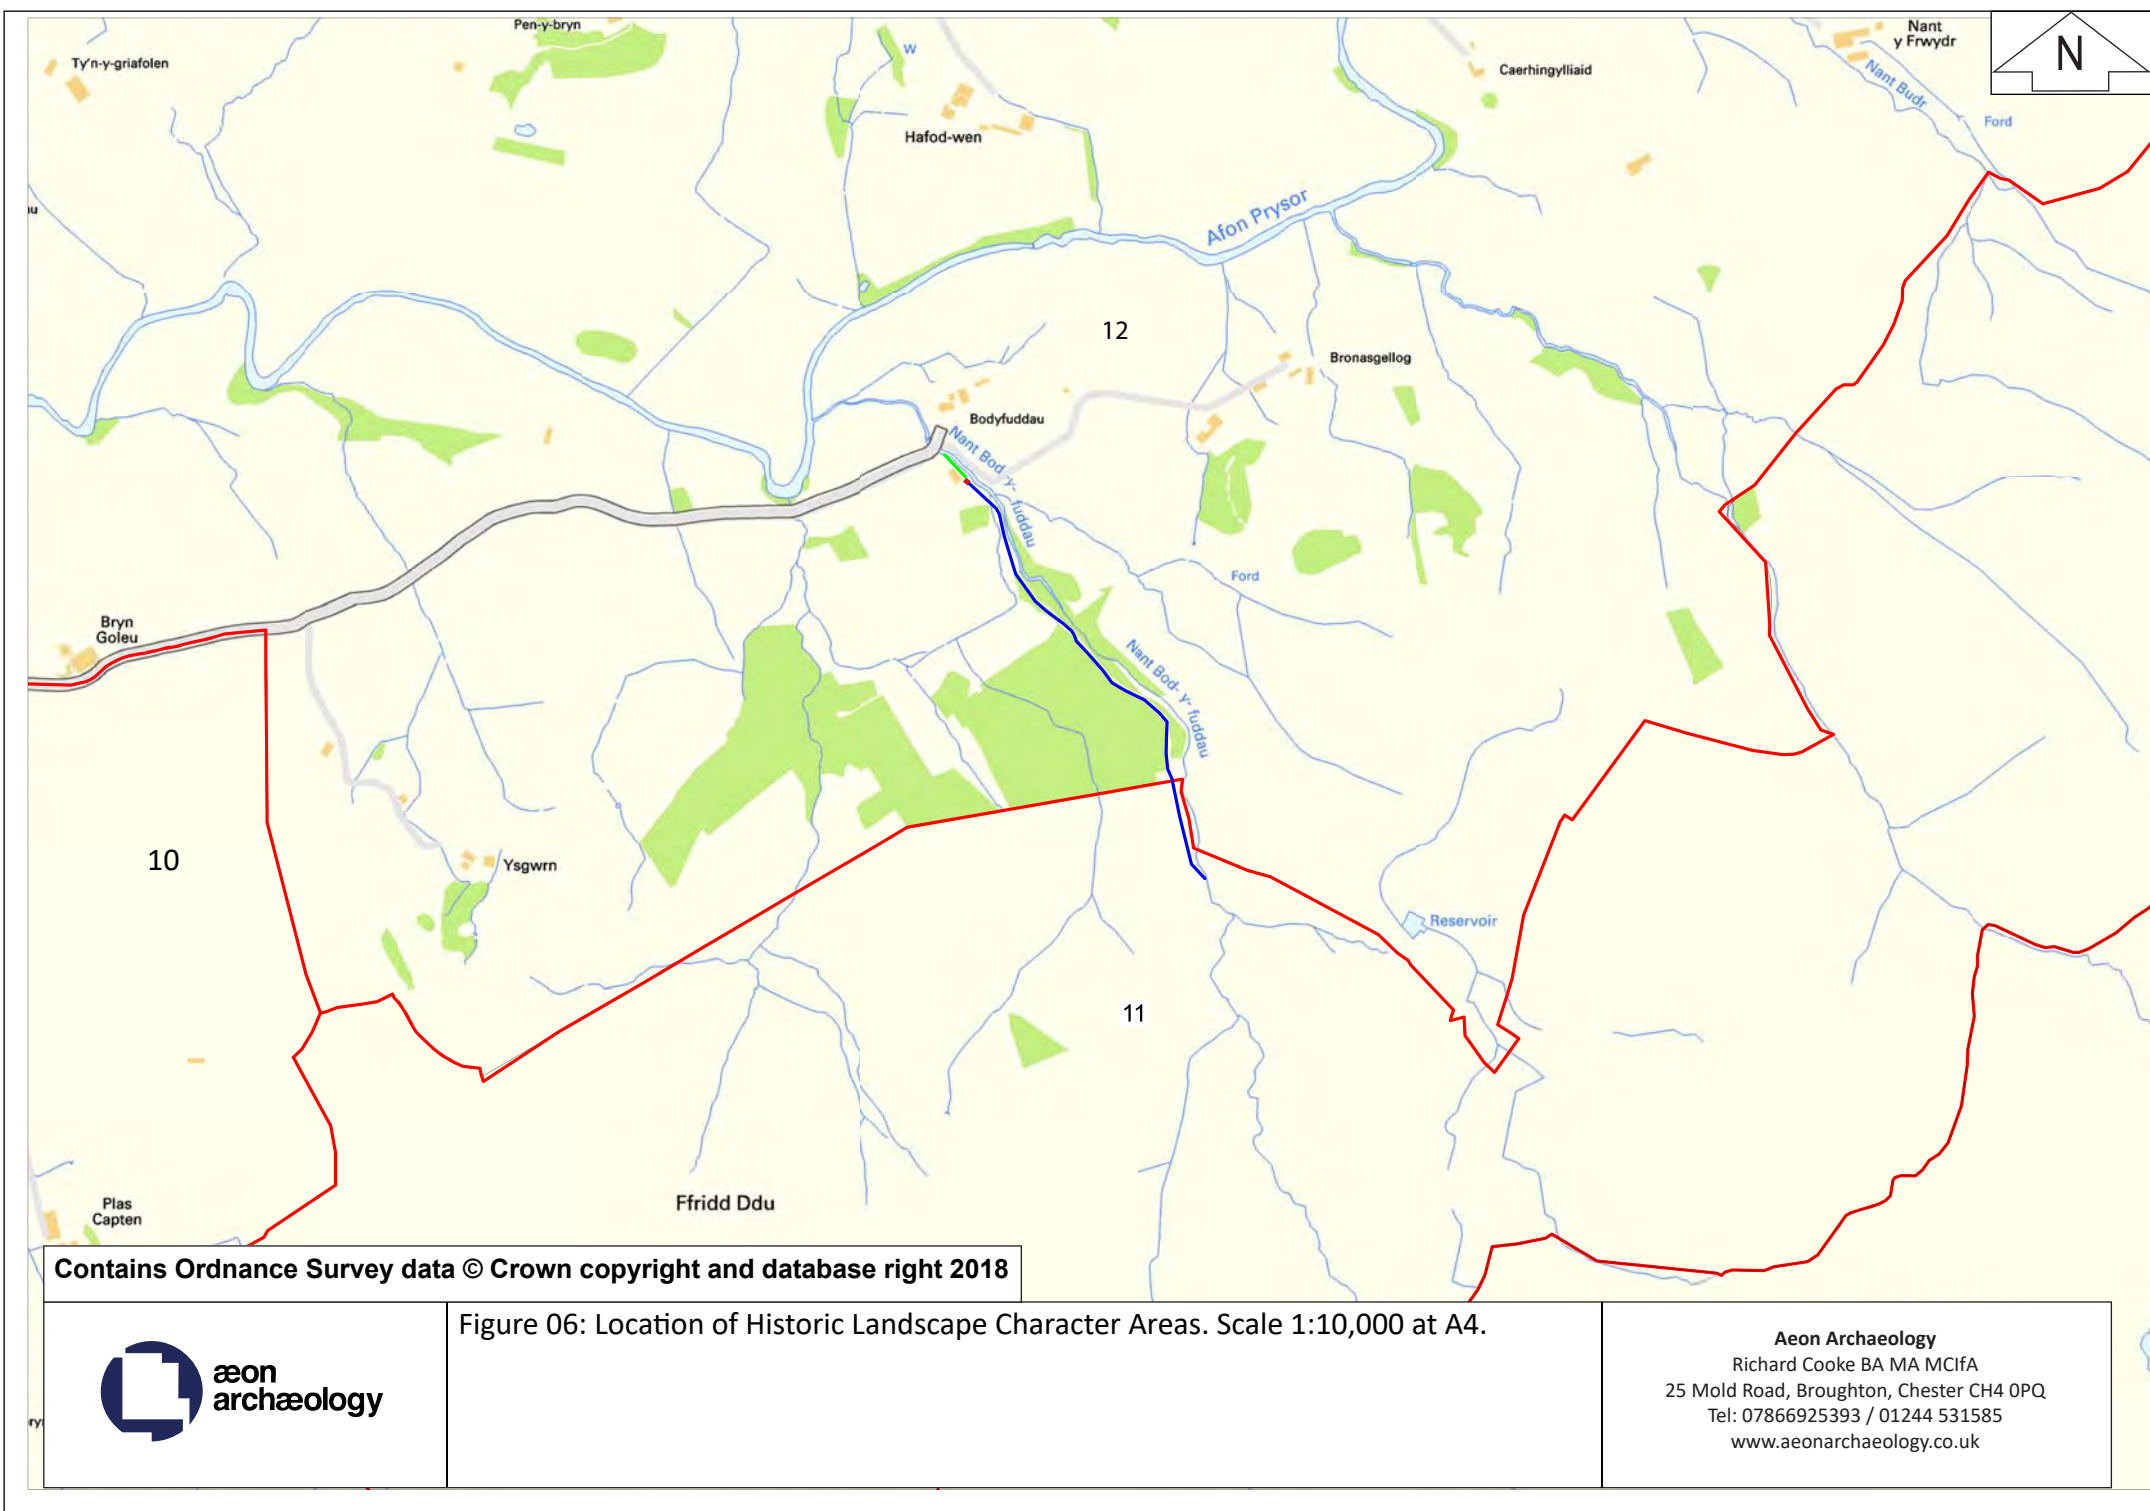 Pen-y-bryn
Ty'n-y-griafolen
W
Hafod-wen
Caerhingylliaid
Nant
y Frwydr
N
Nant Budr
Ford
Afon Prysor
12
Bronasgellog
Bodyfuddau
Nant Bod -y- fuddau
Ford
Bryn
Goleu
Nant Bod- y- fuddau
10
Ysgwrn
Reservoir
11
Ffridd Ddu
Plas
Capten
Contains Ordnance Survey data © Crown copyright and database right 2018
æon
archæology
Figure 06: Location of Historic Landscape Character Areas. Scale 1:10,000 at A4.
Aeon Archaeology
Richard Cooke BA MA MCIfA
25 Mold Road, Broughton, Chester CH4 0PQ
Tel: 07866925393 / 01244 531585
www.aeonarchaeology.co.uk